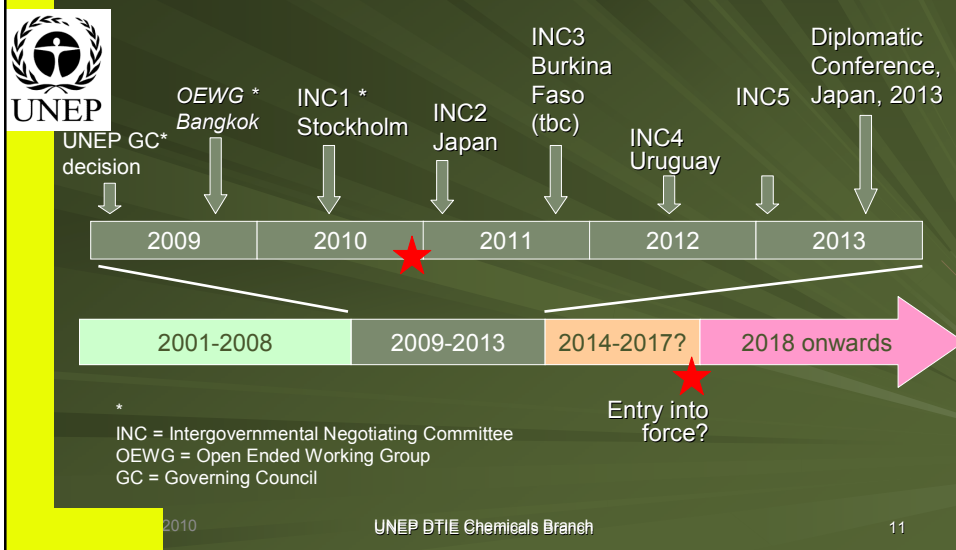 UNEP
UNEP GC*
decision
OEWG *
Bangkok
INC1 *
Stockholm
INC2
Japan
INC3
Burkina
Faso
(tbc)
INC4
Uruguay
INC5
Diplomatic
Conference,
Japan, 2013
2009
2010
2011
2012
2013
2001-2008
2009-2013
2014-2017?
2018 onwards
Entry into
force?
*
INC = Intergovernmental Negotiating Committee
OEWG = Open Ended Working Group
GC = Governing Council
2010
UNEP DTIE Chemicals Branch
11